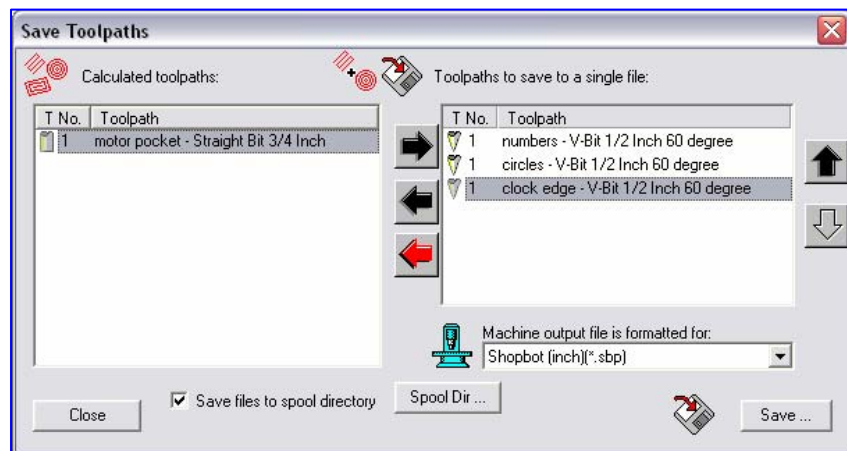 Save Toolpaths
Calculated toolpaths:
T No. Toolpath
1 motor pocket - Straight Bit 3/4 Inch
Toolpaths to save to a single file:
T No. Toolpath
1 numbers - V-Bit 1/2 Inch 60 degree
1 circles - V-Bit 1/2 Inch 60 degree
1 clock edge - V-Bit 1/2 Inch 60 degree
Machine output file is formatted for:
Shopbot (inch)(*.sbp)
Close
Save files to spool directory
Spool Dir ...
Save ...